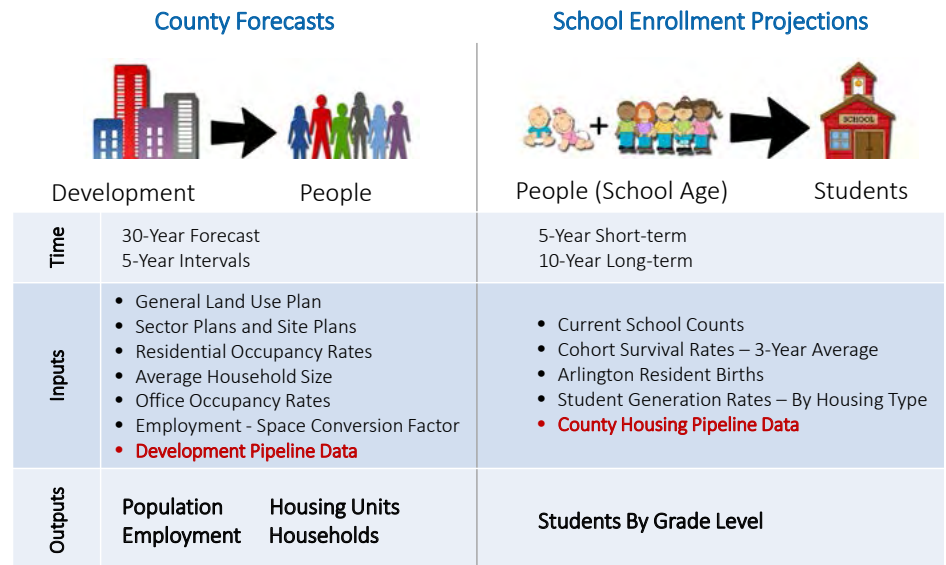 County Forecasts
School Enrollment Projections
SCHOOL
Development
People
People (School Age)
Students
Time
30-Year Forecast
5-Year Intervals
5-Year Short-term
10-Year Long-term
Inputs
• General Land Use Plan
• Sector Plans and Site Plans
• Residential Occupancy Rates
• Average Household Size
• Office Occupancy Rates
• Employment - Space Conversion Factor
• Development Pipeline Data
• Current School Counts
• Cohort Survival Rates – 3-Year Average
• Arlington Resident Births
• Student Generation Rates – By Housing Type
• County Housing Pipeline Data
Outputs
Population Housing Units
Employment Households
Students By Grade Level